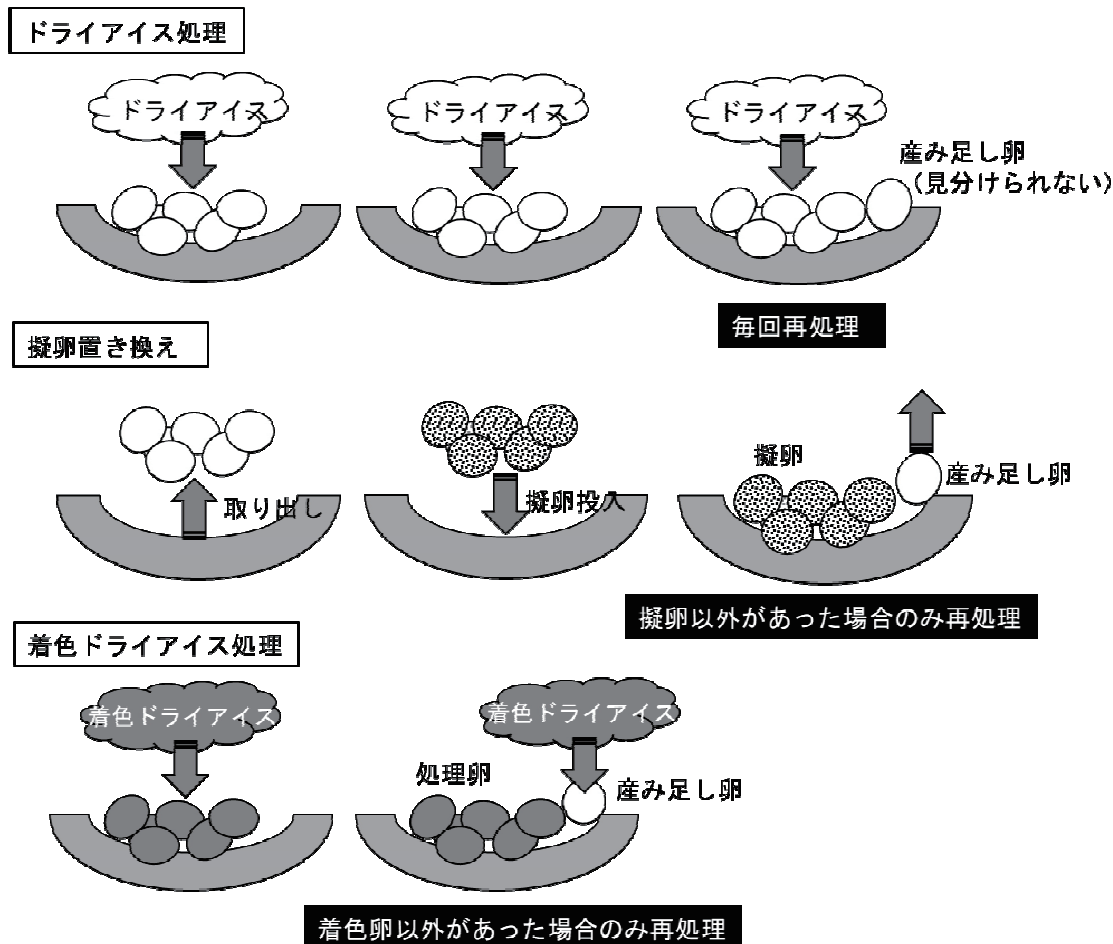 ドライアイス処理
ドライアイス
ドライアイス
ドライアイス
産み足し卵
（見分けられない）
毎回再処理
擬卵置き換え
取り出し
擬卵投入
擬卵
産み足し卵
擬卵以外があった場合のみ再処理
着色ドライアイス処理
着色ドライアイス
着色ドライアイス
処理卵
産み足し卵
着色卵以外があった場合のみ再処理